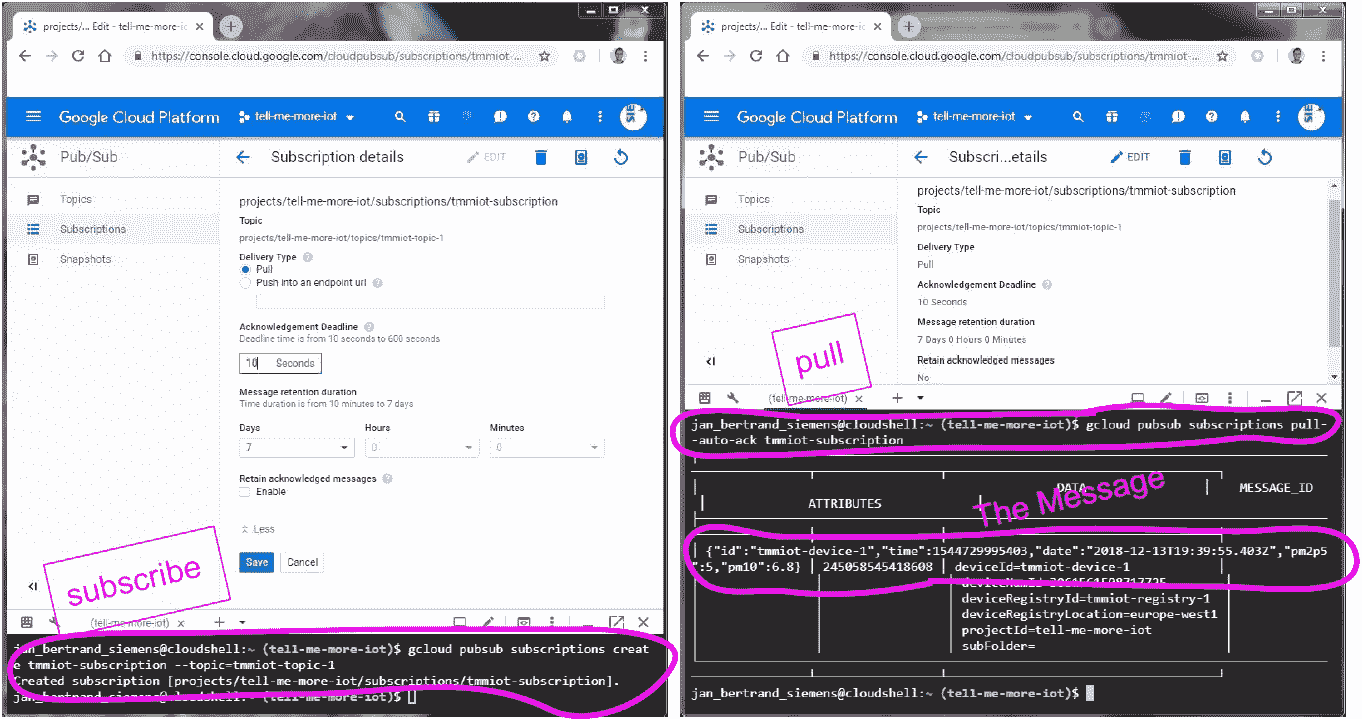 projects/... Edit - tell-me-more-ic
https://console.cloud.google.com/cloudpubsub/subscriptions/tmmiot-...
Google Cloud Platform
tell-me-more-iot
Pub/Sub
Subscription details
EDIT
Topics
Subscriptions
Snapshots
projects/tell-me-more-iot/subscriptions/tmmiot-subscription
Topic
projects/tell-me-more-iot/topics/tmmiot-topic-1
Delivery Type
Pull
Push into an endpoint url
Acknowledgement Deadline
Deadline time is from 10 seconds to 600 seconds
10 Seconds
Message retention duration
Time duration is from 10 minutes to 7 days
Days Hours Minutes
7 0 0
Retain acknowledged messages
Enable
Less
Save Cancel
subscribe
(tell-me-more-iot)
jan_bertrand_siemens@cloudshell:~ (tell-me-more-iot)$ gcloud pubsub subscriptions creat
e tmmiot-subscription --topic=tmmiot-topic-1
Created subscription [projects/tell-me-more-iot/subscriptions/tmmiot-subscription].
jan_bertrand_siemens@cloudshell:~ (tell-me-more-iot)$
projects/... Edit - tell-me-more-ic
https://console.cloud.google.com/cloudpubsub/subscriptions/tmmiot-...
Google Cloud Platform
tell-me-more-iot
Pub/Sub
Subscri...etails
EDIT
Topics
Subscriptions
Snapshots
projects/tell-me-more-iot/subscriptions/tmmiot-subscription
Topic
projects/tell-me-more-iot/topics/tmmiot-topic-1
Delivery Type
Pull
Acknowledgement Deadline
10 Seconds
Message retention duration
7 Days 0 Hours 0 Minutes
Retain acknowledged messages
No
pull
(tell-me-more-iot)
jan_bertrand_siemens@cloudshell:~ (tell-me-more-iot)$ gcloud pubsub subscriptions pull-
-auto-ack tmmiot-subscription
DATA | MESSAGE_ID
| ATTRIBUTES |
The Message
| {"id":"tmmiot-device-1","time":1544729995403,"date":"2018-12-13T19:39:55.403Z","pm2p5
":5,"pm10":6.8} | 245058545418608 | deviceId=tmmiot-device-1 |
deviceRegistryId=tmmiot-registry-1
deviceRegistryLocation=europe-west1
projectId=tell-me-more-iot
subFolder=
jan_bertrand_siemens@cloudshell:~ (tell-me-more-iot)$